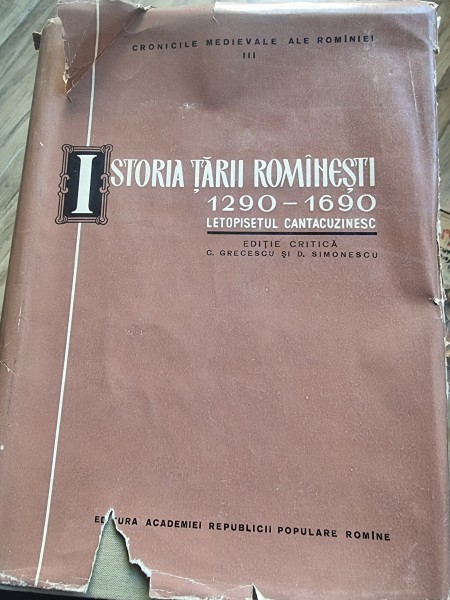 CRONICILE MEDIEVALE ALE ROMÎNIEI
III
ISTORIA ȚĂRII ROMÎNEȘTI
1290–1690
LETOPISETUL CANTACUZINESC
EDIȚIE CRITICĂ
C. GRECESCU ȘI D. SIMONESCU
EDITURA ACADEMIEI REPUBLICII POPULARE ROMÎNE